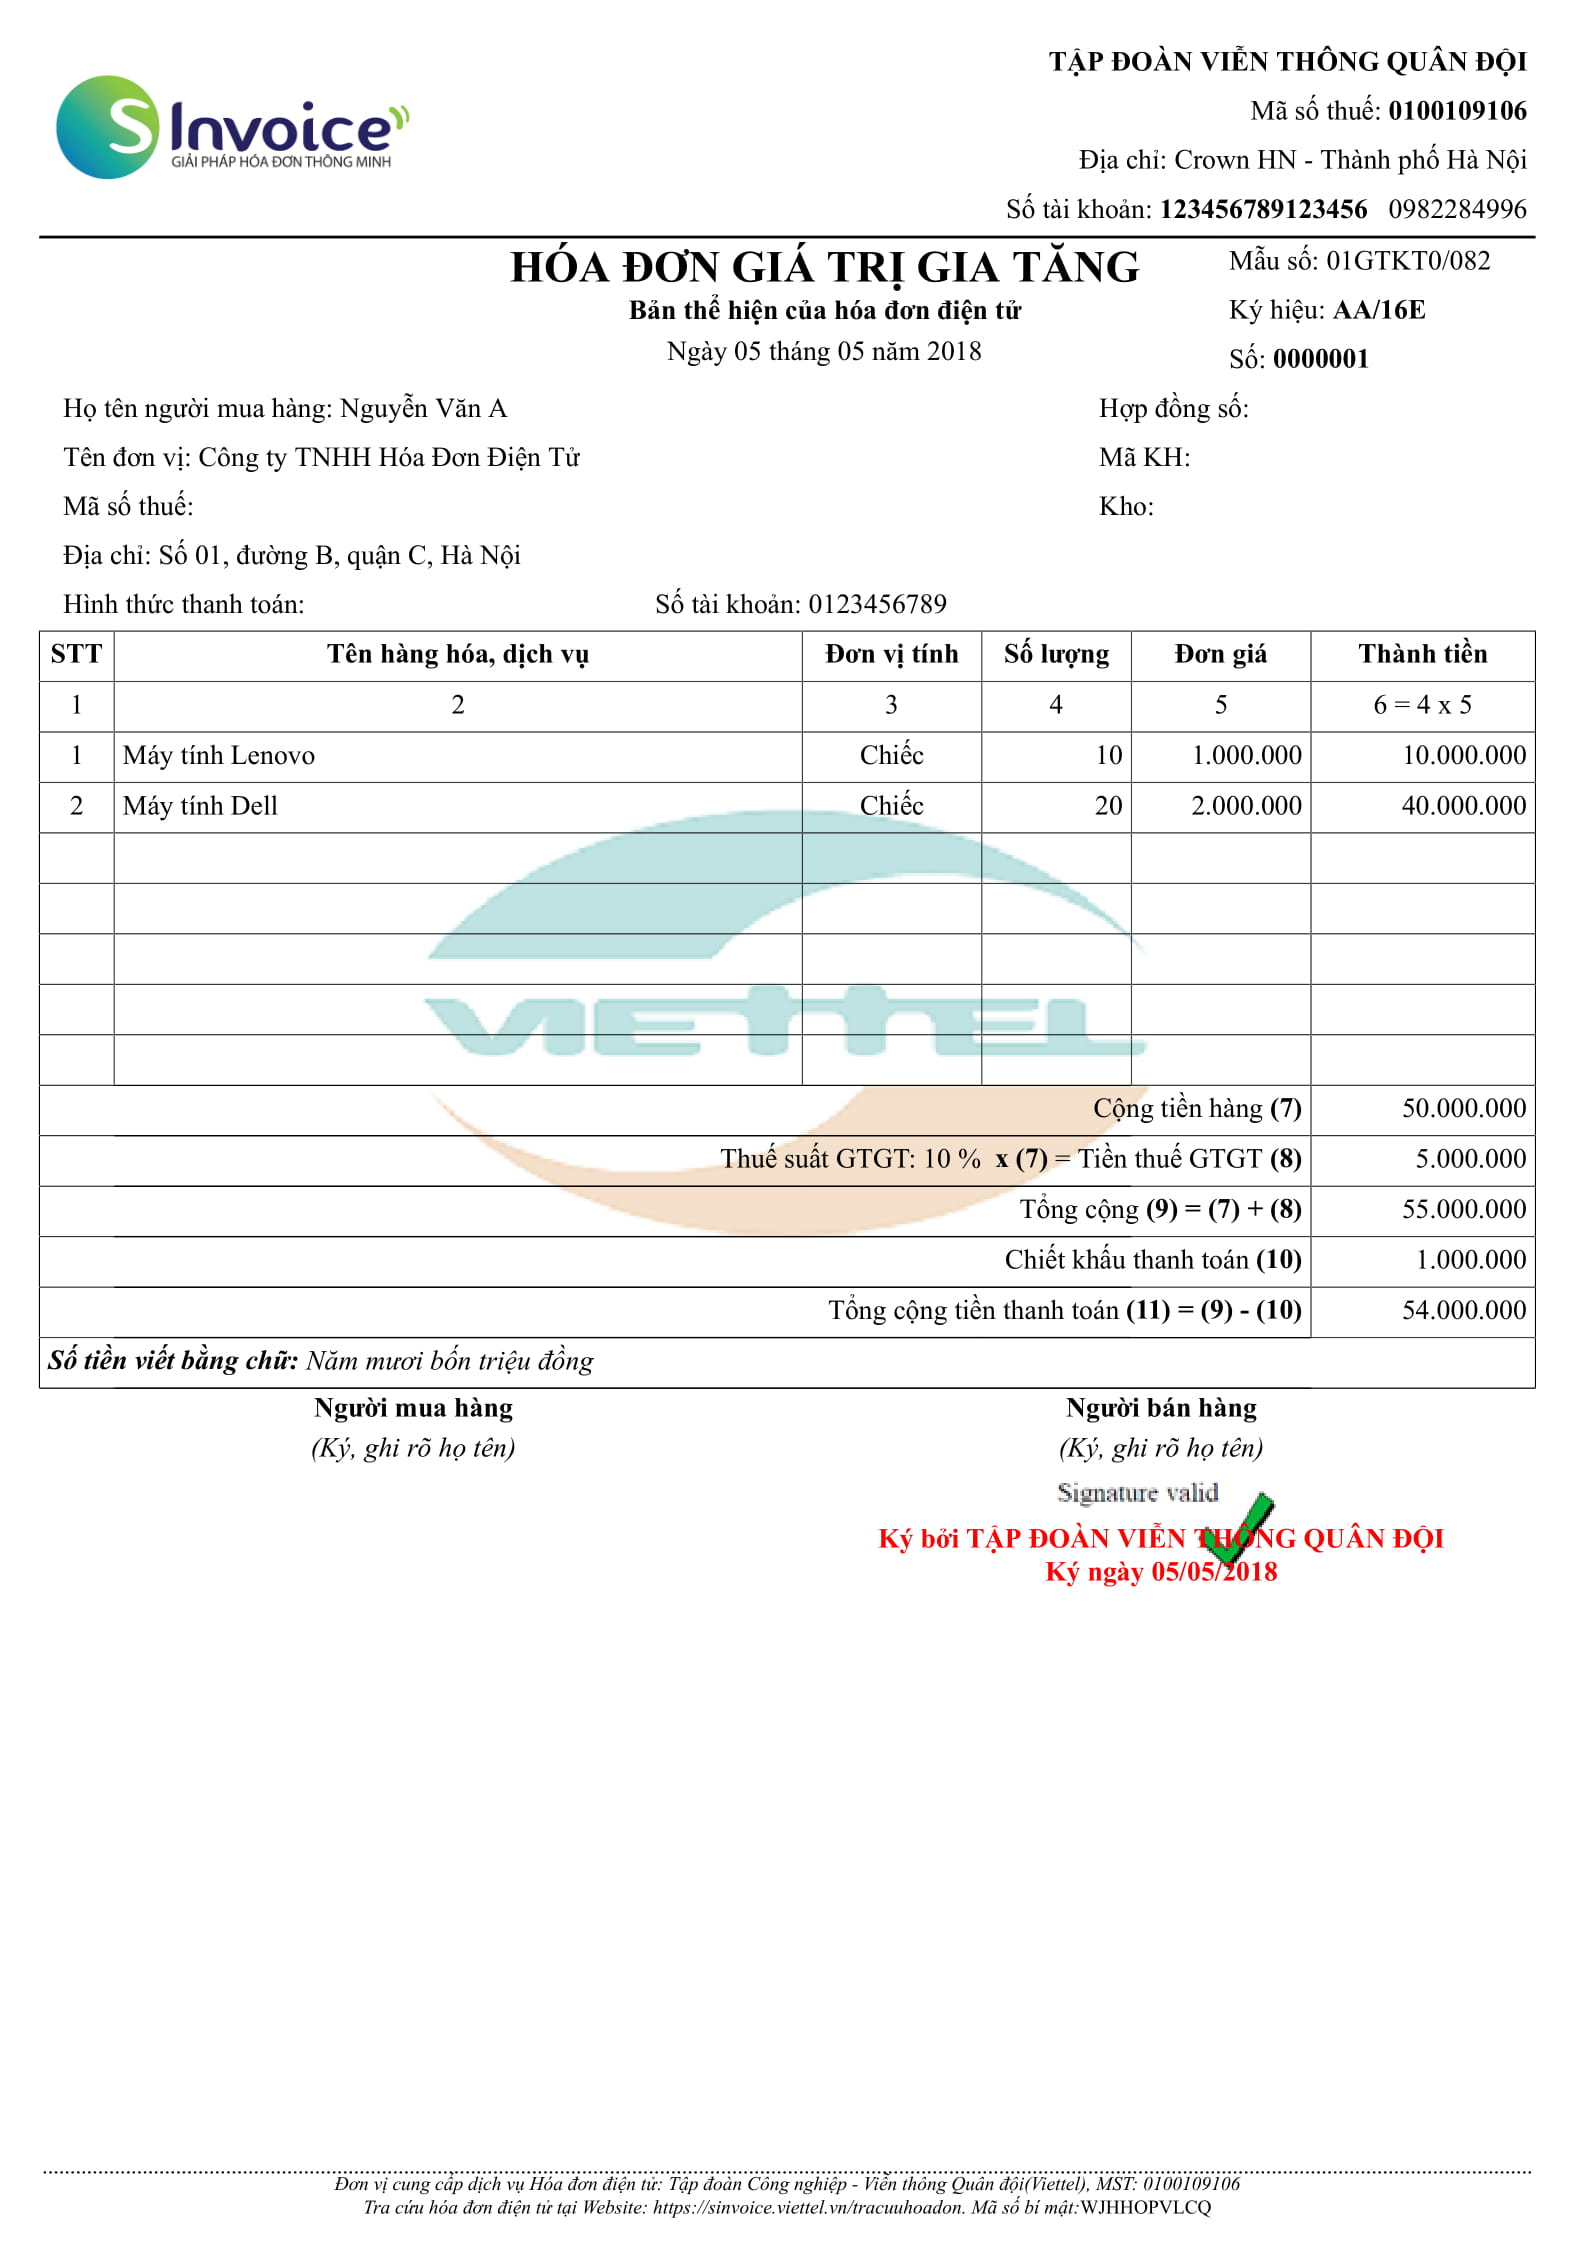 S Invoice
GIẢI PHÁP HÓA ĐƠN THÔNG MINH
TẬP ĐOÀN VIỄN THÔNG QUÂN ĐỘI
Mã số thuế: 0100109106
Địa chỉ: Crown HN - Thành phố Hà Nội
Số tài khoản: 123456789123456 0982284996
HÓA ĐƠN GIÁ TRỊ GIA TĂNG
Bản thể hiện của hóa đơn điện tử
Ngày 05 tháng 05 năm 2018
Mẫu số: 01GTKT0/082
Ký hiệu: AA/16E
Số: 0000001
Họ tên người mua hàng: Nguyễn Văn A
Hợp đồng số:
Tên đơn vị: Công ty TNHH Hóa Đơn Điện Tử
Mã KH:
Mã số thuế:
Kho:
Địa chỉ: Số 01, đường B, quận C, Hà Nội
Hình thức thanh toán: Số tài khoản: 0123456789
STT Tên hàng hóa, dịch vụ Đơn vị tính Số lượng Đơn giá Thành tiền
1 2 3 4 5 6 = 4 x 5
1 Máy tính Lenovo Chiếc 10 1.000.000 10.000.000
2 Máy tính Dell Chiếc 20 2.000.000 40.000.000
VIETTEL
Cộng tiền hàng (7) 50.000.000
Thuế suất GTGT: 10 % x (7) = Tiền thuế GTGT (8) 5.000.000
Tổng cộng (9) = (7) + (8) 55.000.000
Chiết khấu thanh toán (10) 1.000.000
Tổng cộng tiền thanh toán (11) = (9) - (10) 54.000.000
Số tiền viết bằng chữ: Năm mươi bốn triệu đồng
Người mua hàng Người bán hàng
(Ký, ghi rõ họ tên) (Ký, ghi rõ họ tên)
Signature valid
Ký bởi TẬP ĐOÀN VIỄN THÔNG QUÂN ĐỘI
Ký ngày 05/05/2018
Đơn vị cung cấp dịch vụ Hóa đơn điện tử: Tập đoàn Công nghiệp - Viễn thông Quân đội(Viettel), MST: 0100109106
Tra cứu hóa đơn điện tử tại Website: https://sinvoice.viettel.vn/tracuuhoadon. Mã số bí mật:WJHHOPVLCQ